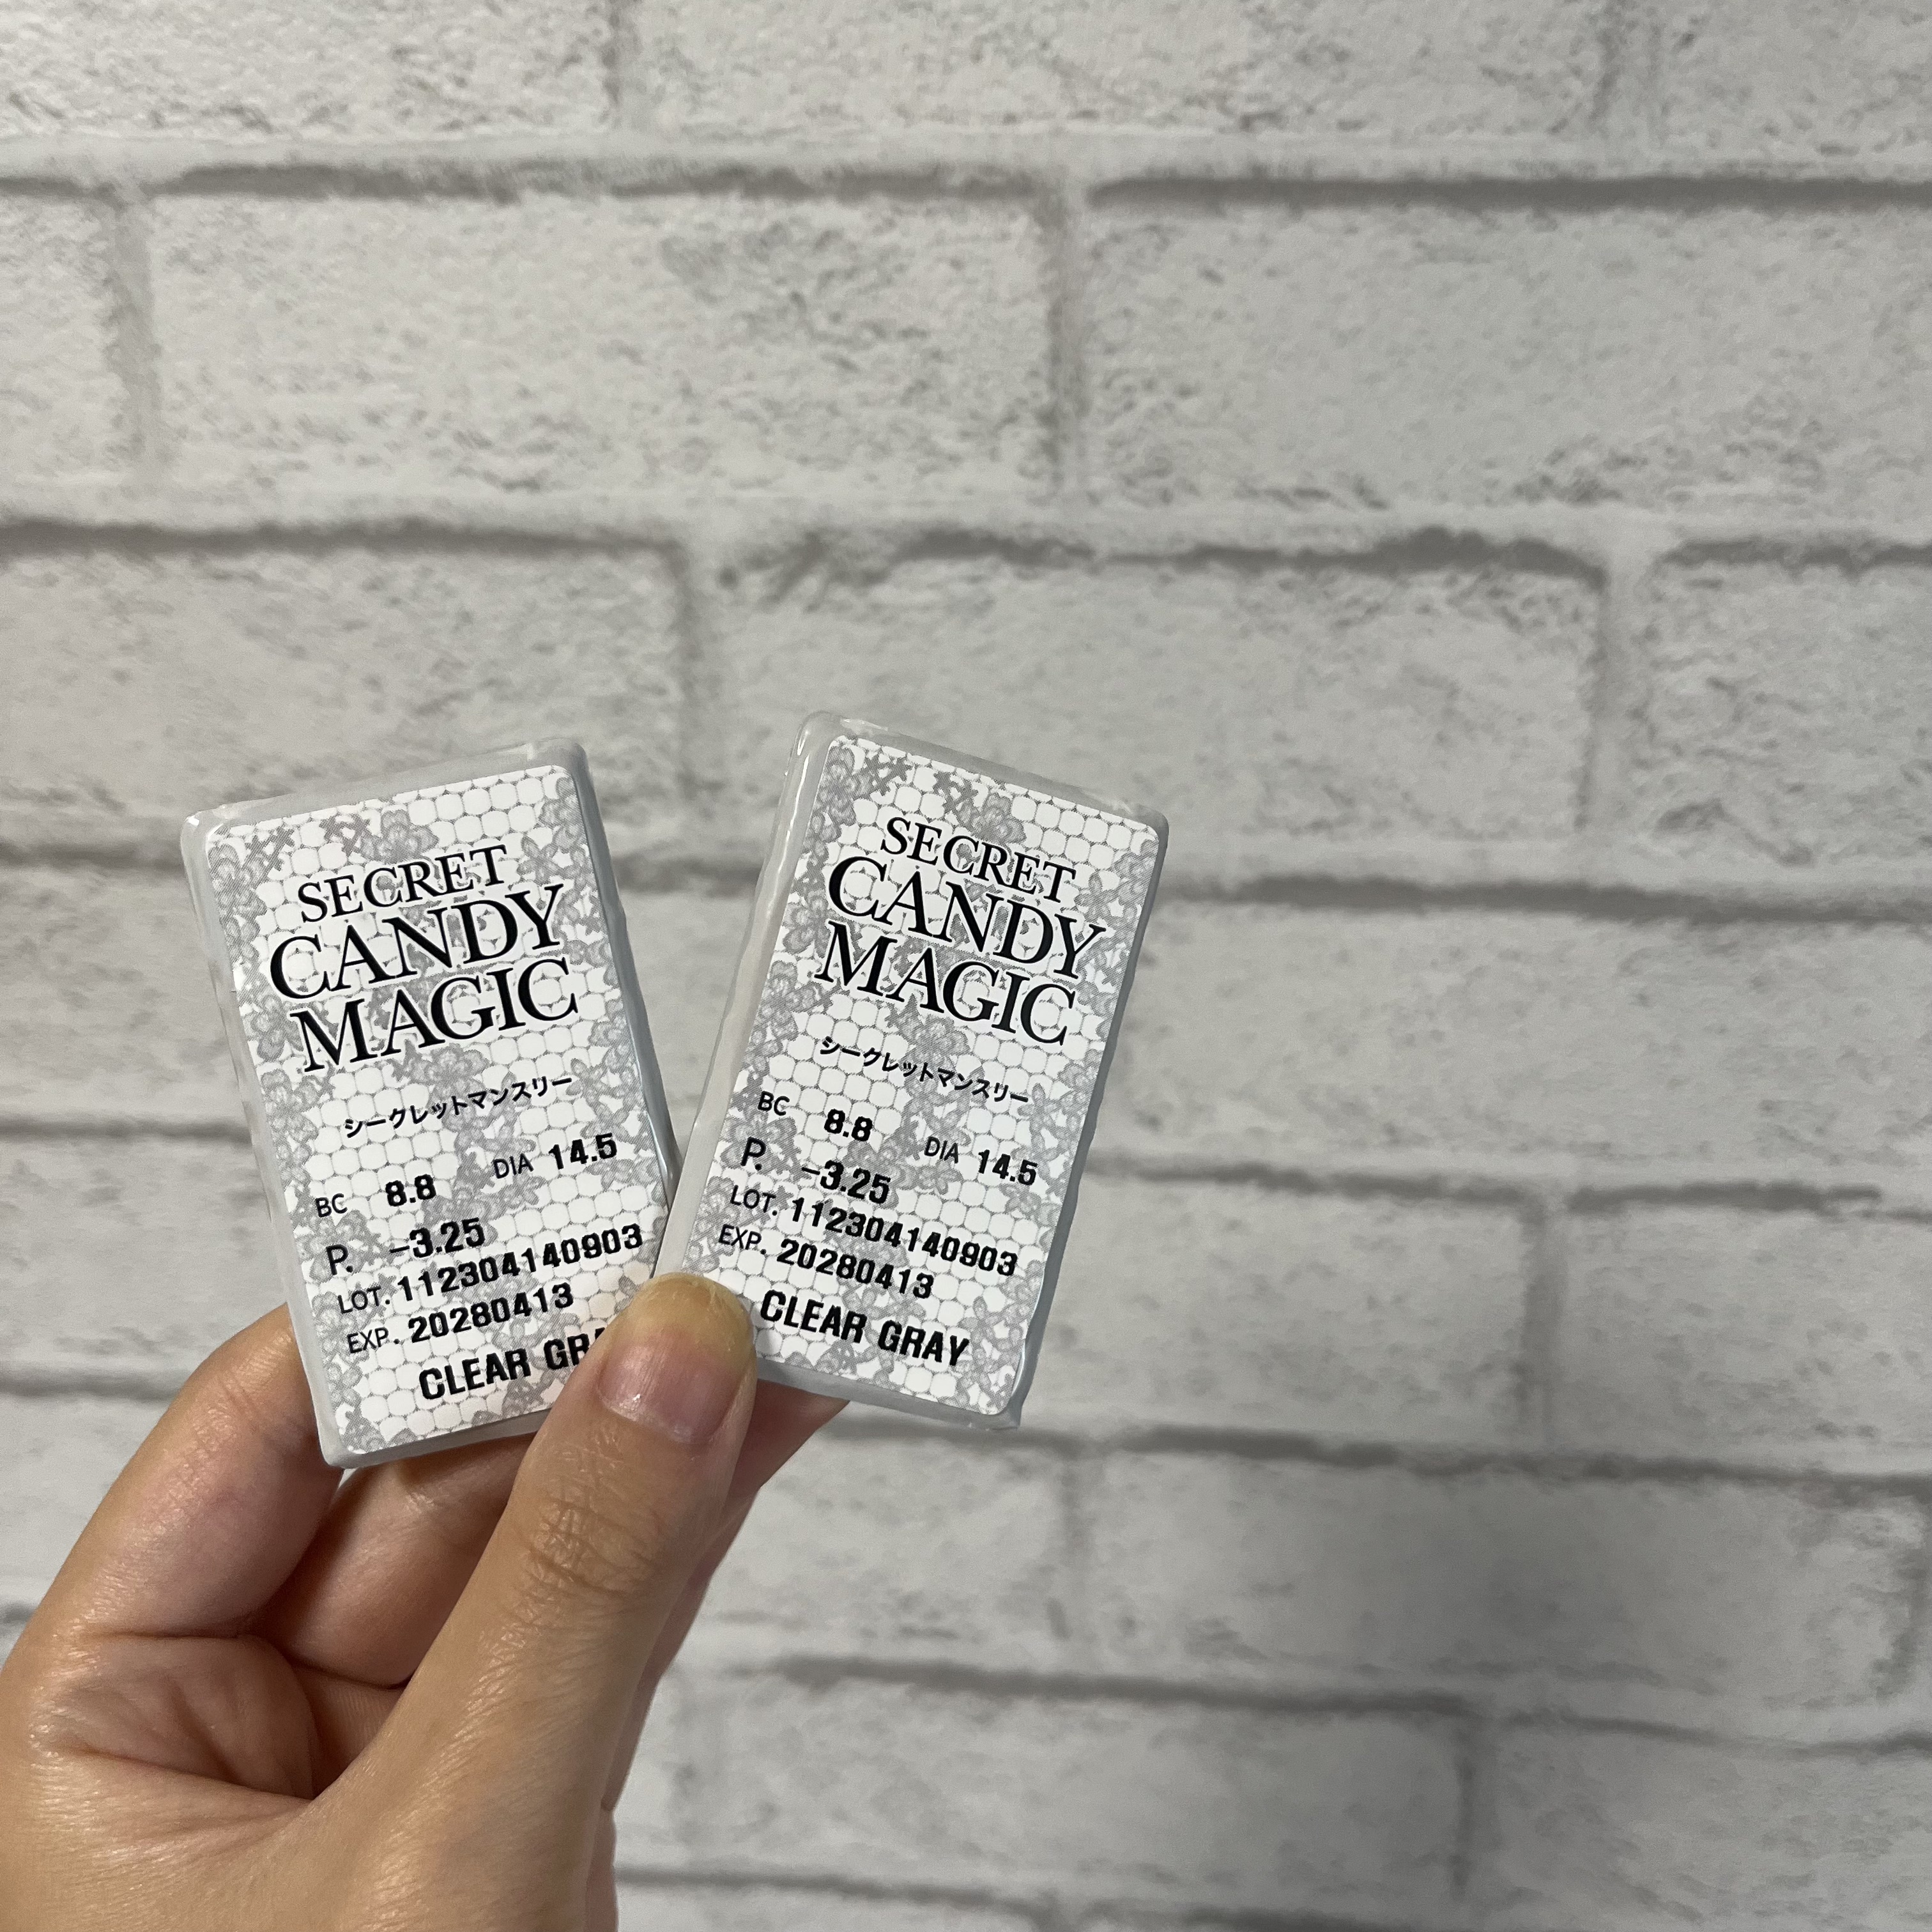 SECRET
CANDY
MAGIC
シークレットマンスリー
BC 8.8 DIA 14.5
P. -3.25
LOT. 112304140903
EXP. 20280413
CLEAR
SECRET
CANDY
MAGIC
シークレットマンスリー
BC 8.8 DIA 14.5
P. -3.25
LOT. 112304140903
EXP. 20280413
CLEAR GRAY